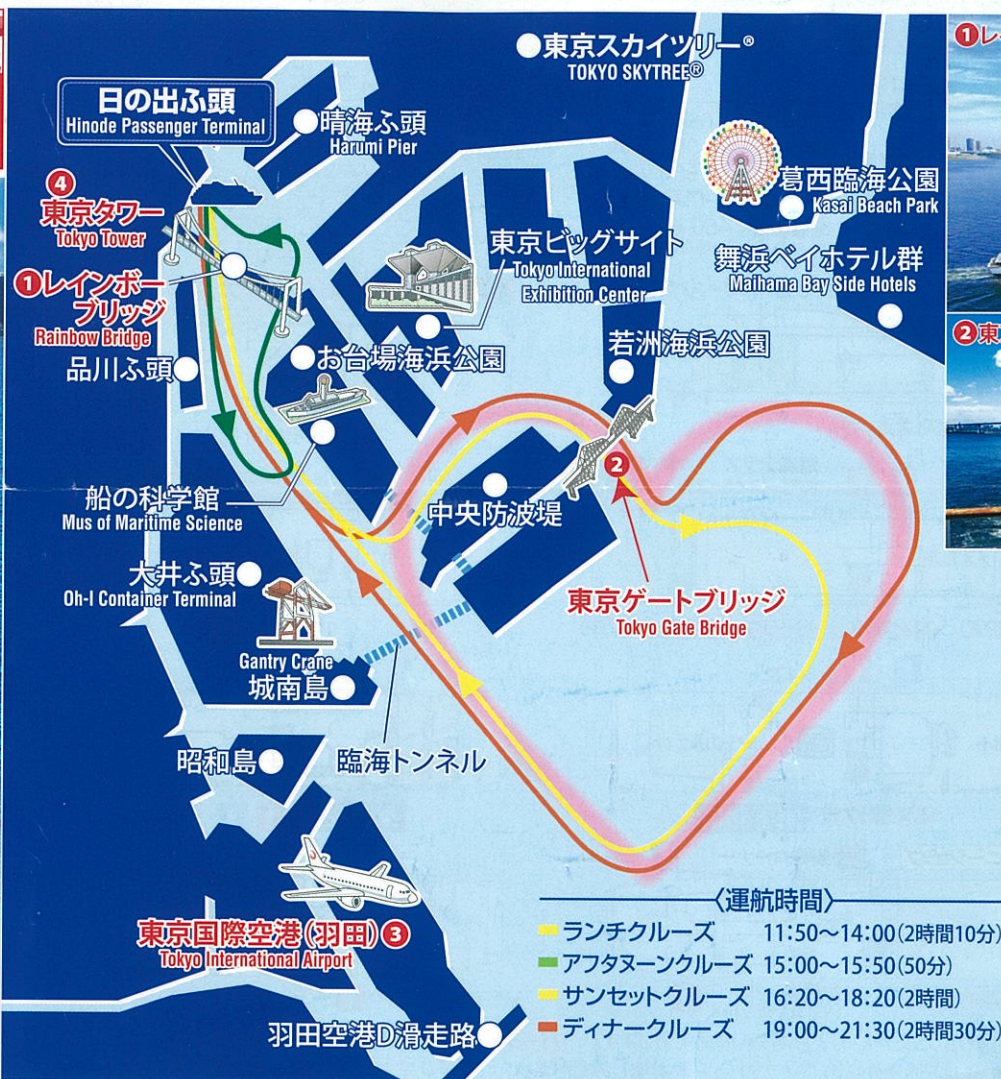 東京スカイツリー®
TOKYO SKYTREE®
日の出ふ頭
Hinode Passenger Terminal
晴海ふ頭
Harumi Pier
④
東京タワー
Tokyo Tower
①レインボー
ブリッジ
Rainbow Bridge
品川ふ頭
お台場海浜公園
東京ビッグサイト
Tokyo International
Exhibition Center
葛西臨海公園
Kasai Beach Park
舞浜ベイホテル群
Maihama Bay Side Hotels
若洲海浜公園
船の科学館
Mus of Maritime Science
中央防波堤
②
東京ゲートブリッジ
Tokyo Gate Bridge
大井ふ頭
Oh-I Container Terminal
Gantry Crane
城南島
昭和島
臨海トンネル
東京国際空港(羽田)③
Tokyo International Airport
羽田空港D滑走路
〈運航時間〉
ランチクルーズ 11:50~14:00(2時間10分)
アフタヌーンクルーズ 15:00~15:50(50分)
サンセットクルーズ 16:20~18:20(2時間)
ディナークルーズ 19:00~21:30(2時間30分)
①レ
②東